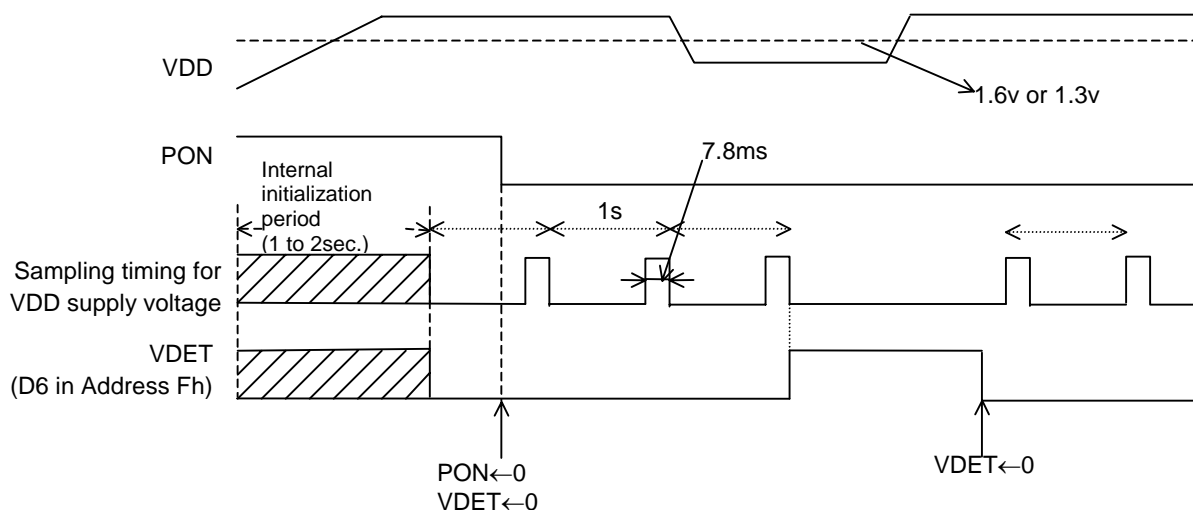 VDD
1.6v or 1.3v
PON
7.8ms
Internal
initialization
period
(1 to 2sec.)
1s
Sampling timing for
VDD supply voltage
VDET
(D6 in Address Fh)
PON←0
VDET←0
VDET←0